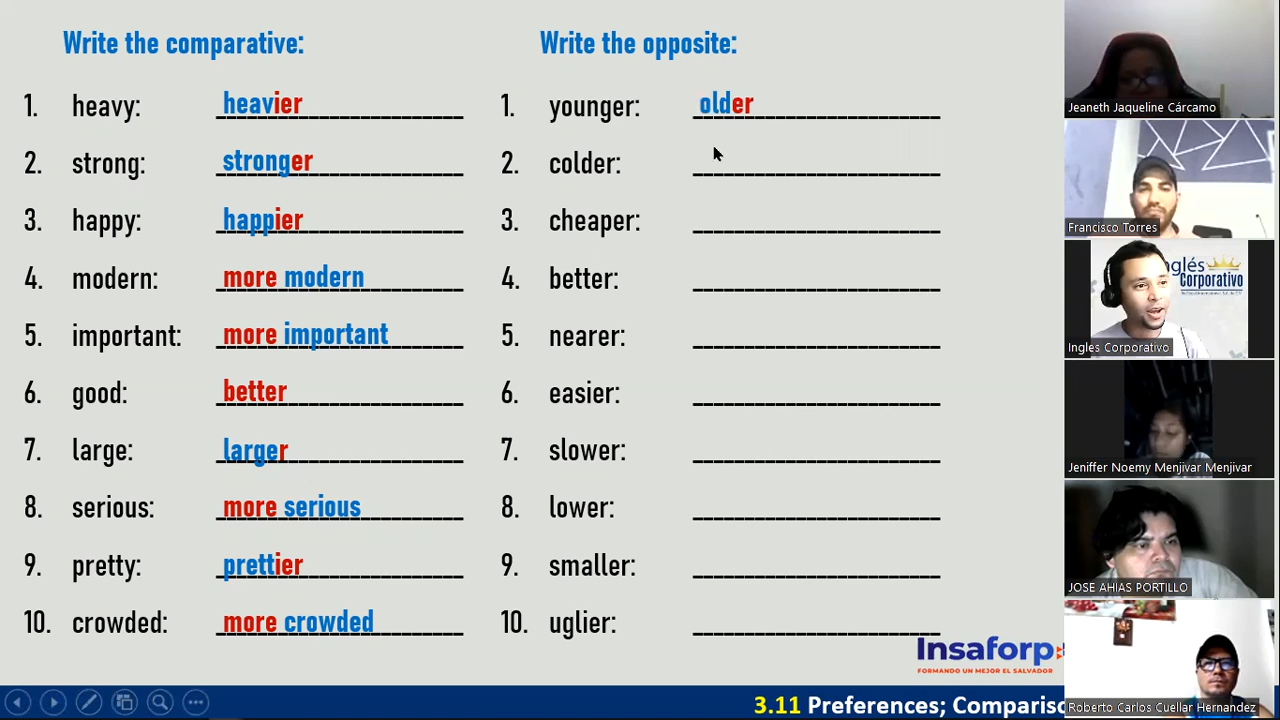 Write the comparative:
1. heavy: heavier
2. strong: stronger
3. happy: happier
4. modern: more modern
5. important: more important
6. good: better
7. large: larger
8. serious: more serious
9. pretty: prettier
10. crowded: more crowded
Write the opposite:
1. younger: older
2. colder:
3. cheaper:
4. better:
5. nearer:
6. easier:
7. slower:
8. lower:
9. smaller:
10. uglier:
Insaforp
FORMANDO UN MEJOR EL SALVADOR
3.11 Preferences; Compariso
Jeaneth Jaqueline Cárcamo
Francisco Torres
nglés
Corporativo
Ingles Corporativo
Jeniffer Noemy Menjivar Menjivar
JOSE AHIAS PORTILLO
Roberto Carlos Cuellar Hernandez